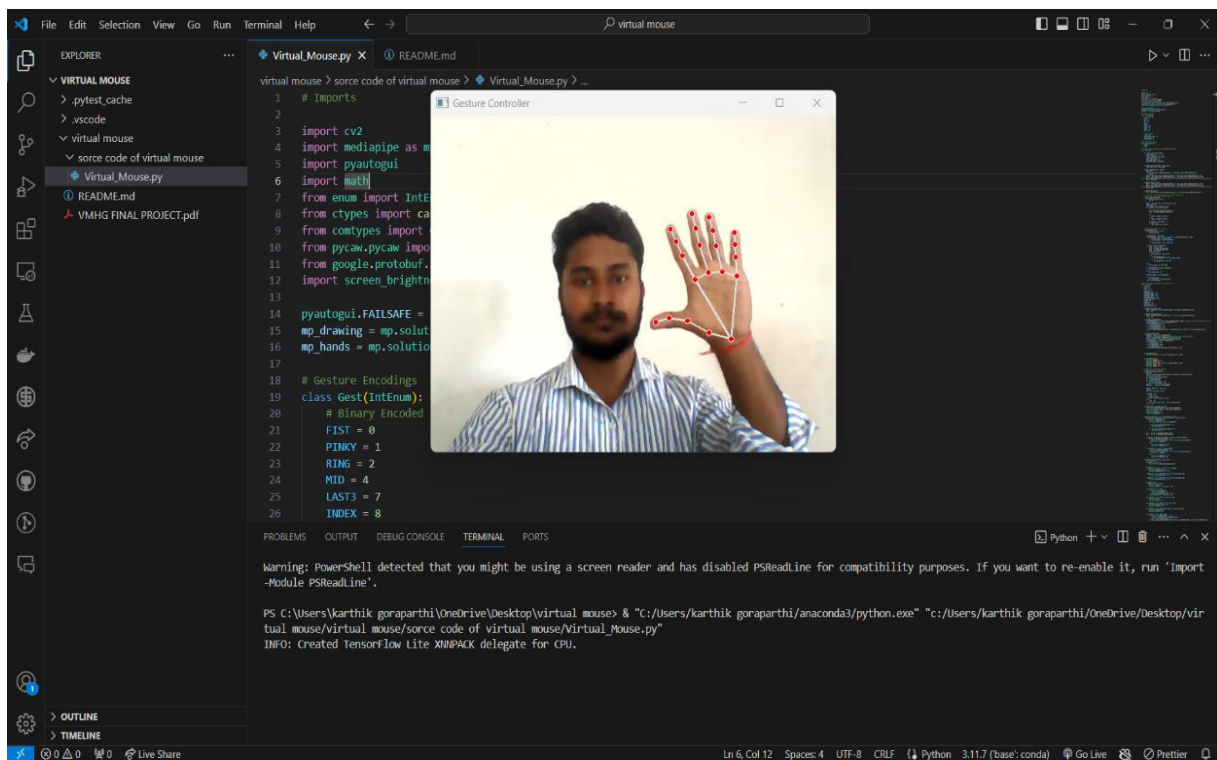 File Edit Selection View Go Run Terminal Help
virtual mouse
EXPLORER
VIRTUAL MOUSE
.pytest_cache
.vscode
virtual mouse
sorce code of virtual mouse
Virtual_Mouse.py
README.md
VMHG FINAL PROJECT.pdf
OUTLINE
TIMELINE
Virtual_Mouse.py README.md
virtual mouse > sorce code of virtual mouse > Virtual_Mouse.py > ...
1 # Imports
2
3 import cv2
4 import mediapipe as m
5 import pyautogui
6 import math
7 from enum import IntE
8 from ctypes import ca
9 from comtypes import
10 from pycaw.pycaw impo
11 from google.protobuf.
12 import screen_brightn
13
14 pyautogui.FAILSAFE =
15 mp_drawing = mp.solut
16 mp_hands = mp.solutio
17
18 # Gesture Encodings
19 class Gest(IntEnum):
20 # Binary Encoded
21 FIST = 0
22 PINKY = 1
23 RING = 2
24 MID = 4
25 LAST3 = 7
26 INDEX = 8
Gesture Controller
PROBLEMS OUTPUT DEBUG CONSOLE TERMINAL PORTS
Python
Warning: PowerShell detected that you might be using a screen reader and has disabled PSReadLine for compatibility purposes. If you want to re-enable it, run 'Import
-Module PSReadLine'.
PS C:\Users\karthik goraparthi\OneDrive\Desktop\virtual mouse> & "C:/Users/karthik goraparthi/anaconda3/python.exe" "c:/Users/karthik goraparthi/OneDrive/Desktop/vir
tual mouse/virtual mouse/sorce code of virtual mouse/Virtual_Mouse.py"
INFO: Created TensorFlow Lite XNNPACK delegate for CPU.
1
0 0 0 Live Share
Ln 6, Col 12 Spaces: 4 UTF-8 CRLF Python 3.11.7 ('base': conda) Go Live Prettier